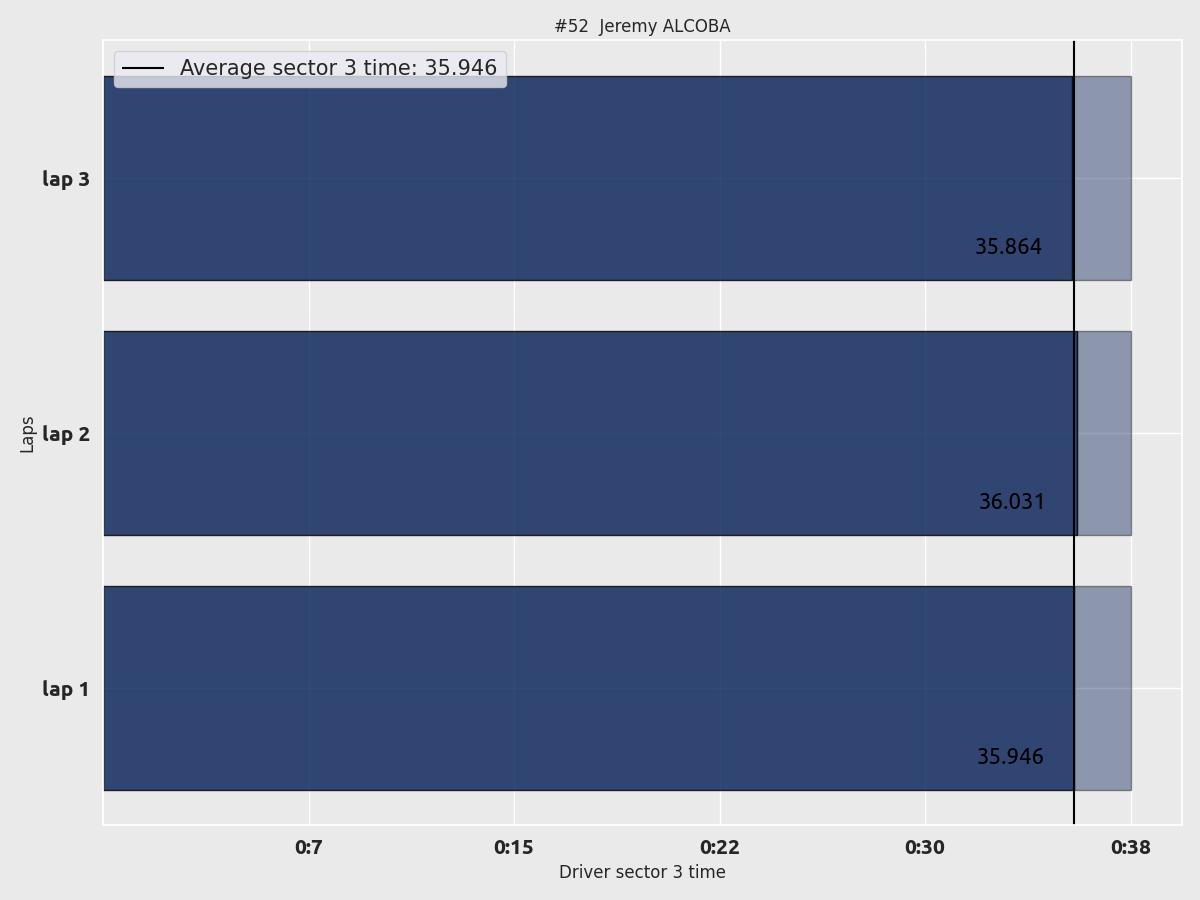 #52  Jeremy ALCOBA
Average sector 3 time: 35.946
lap 3
35.864
Laps
lap 2
36.031
lap 1
35.946
0:7
0:15
0:22
0:30
0:38
Driver sector 3 time